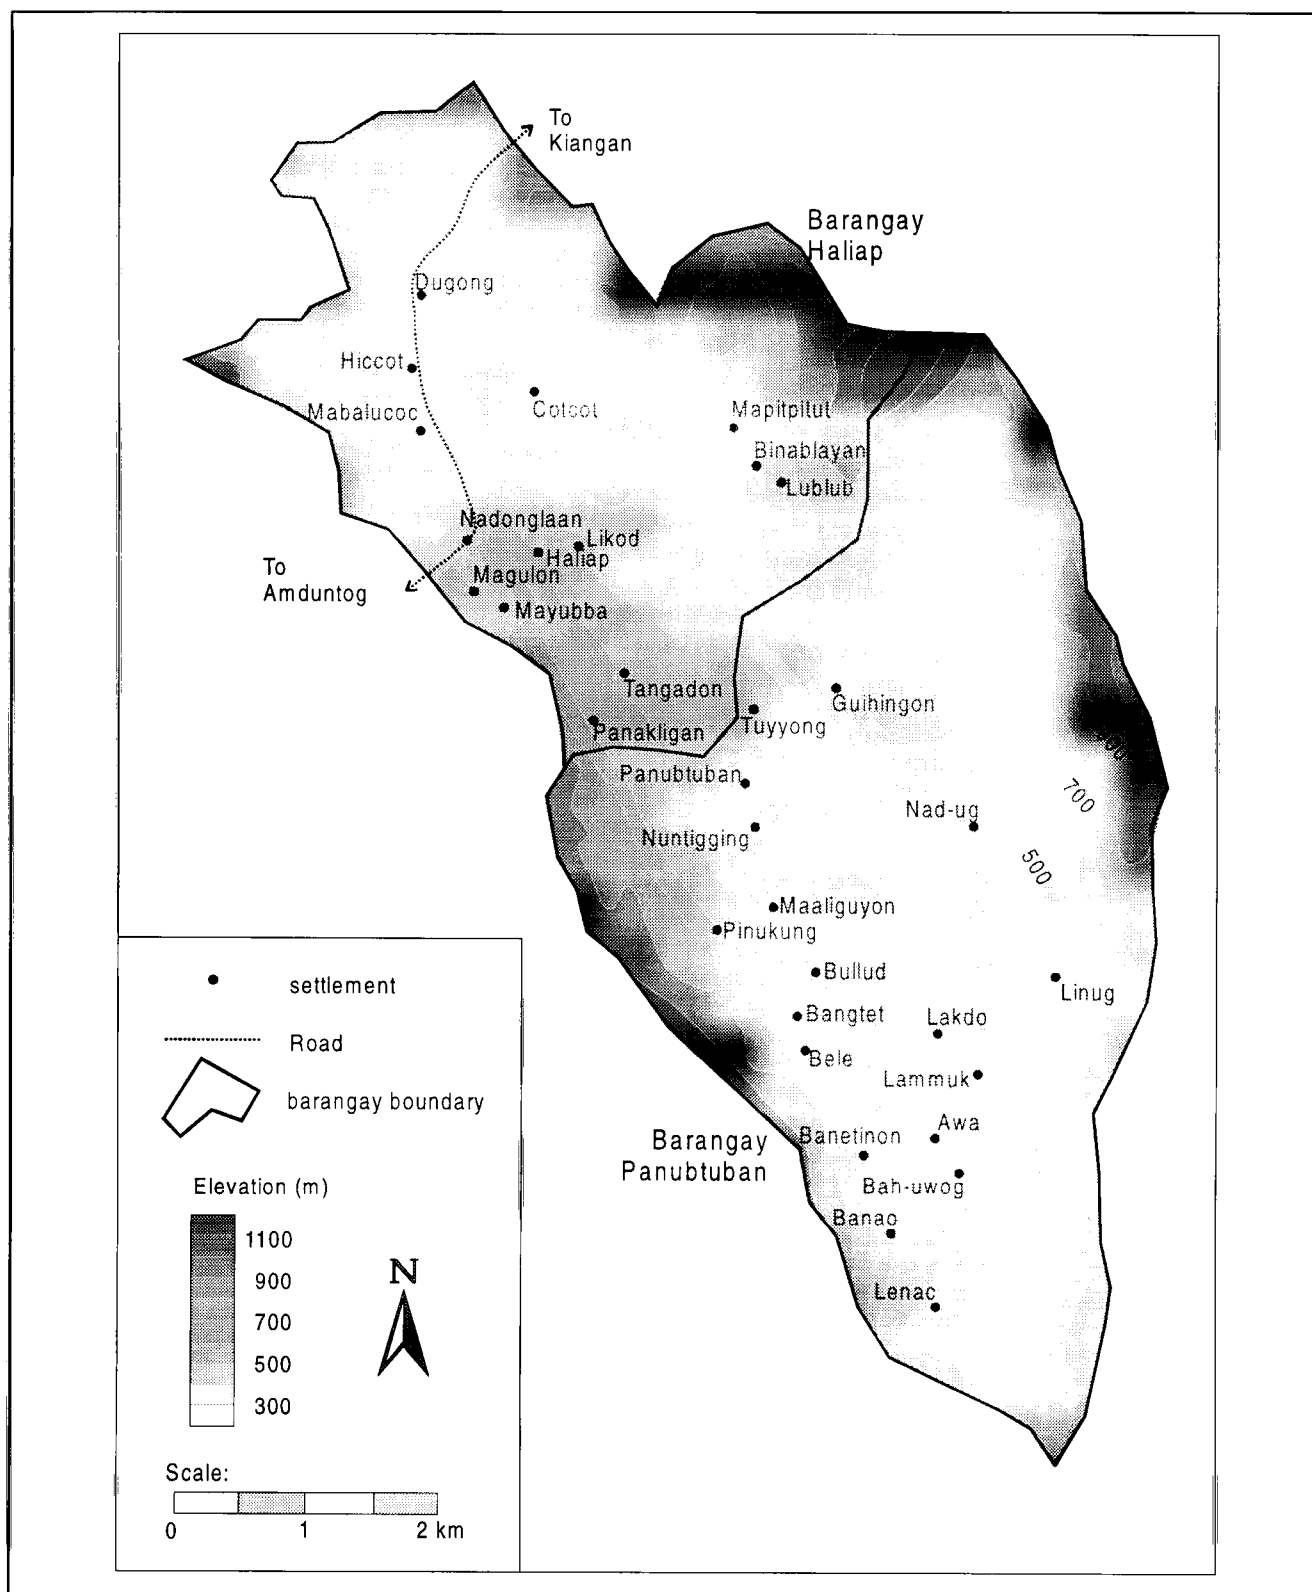 To
Kiangan
Barangay
Haliap
Dugong
Hiccot
Mabalucoc
Cotcot
Mapitpitut
Binablayan
Lublub
Nadonglaan
Likod
Haliap
To
Amduntog
Magulon
Mayubba
Tangadon
Guihingon
Panakligan
Tuyyong
Panubtuban
700
Nad-ug
Nuntigging
500
Maaliguyon
Pinukung
Bullud
Linug
Bangtet
Lakdo
Bele
Lammuk
Awa
Banetinon
Barangay
Panubtuban
Bah-uwog
Banao
Lenac
settlement
Road
barangay boundary
Elevation (m)
1100
900
700
500
300
N
Scale:
0 1 2 km